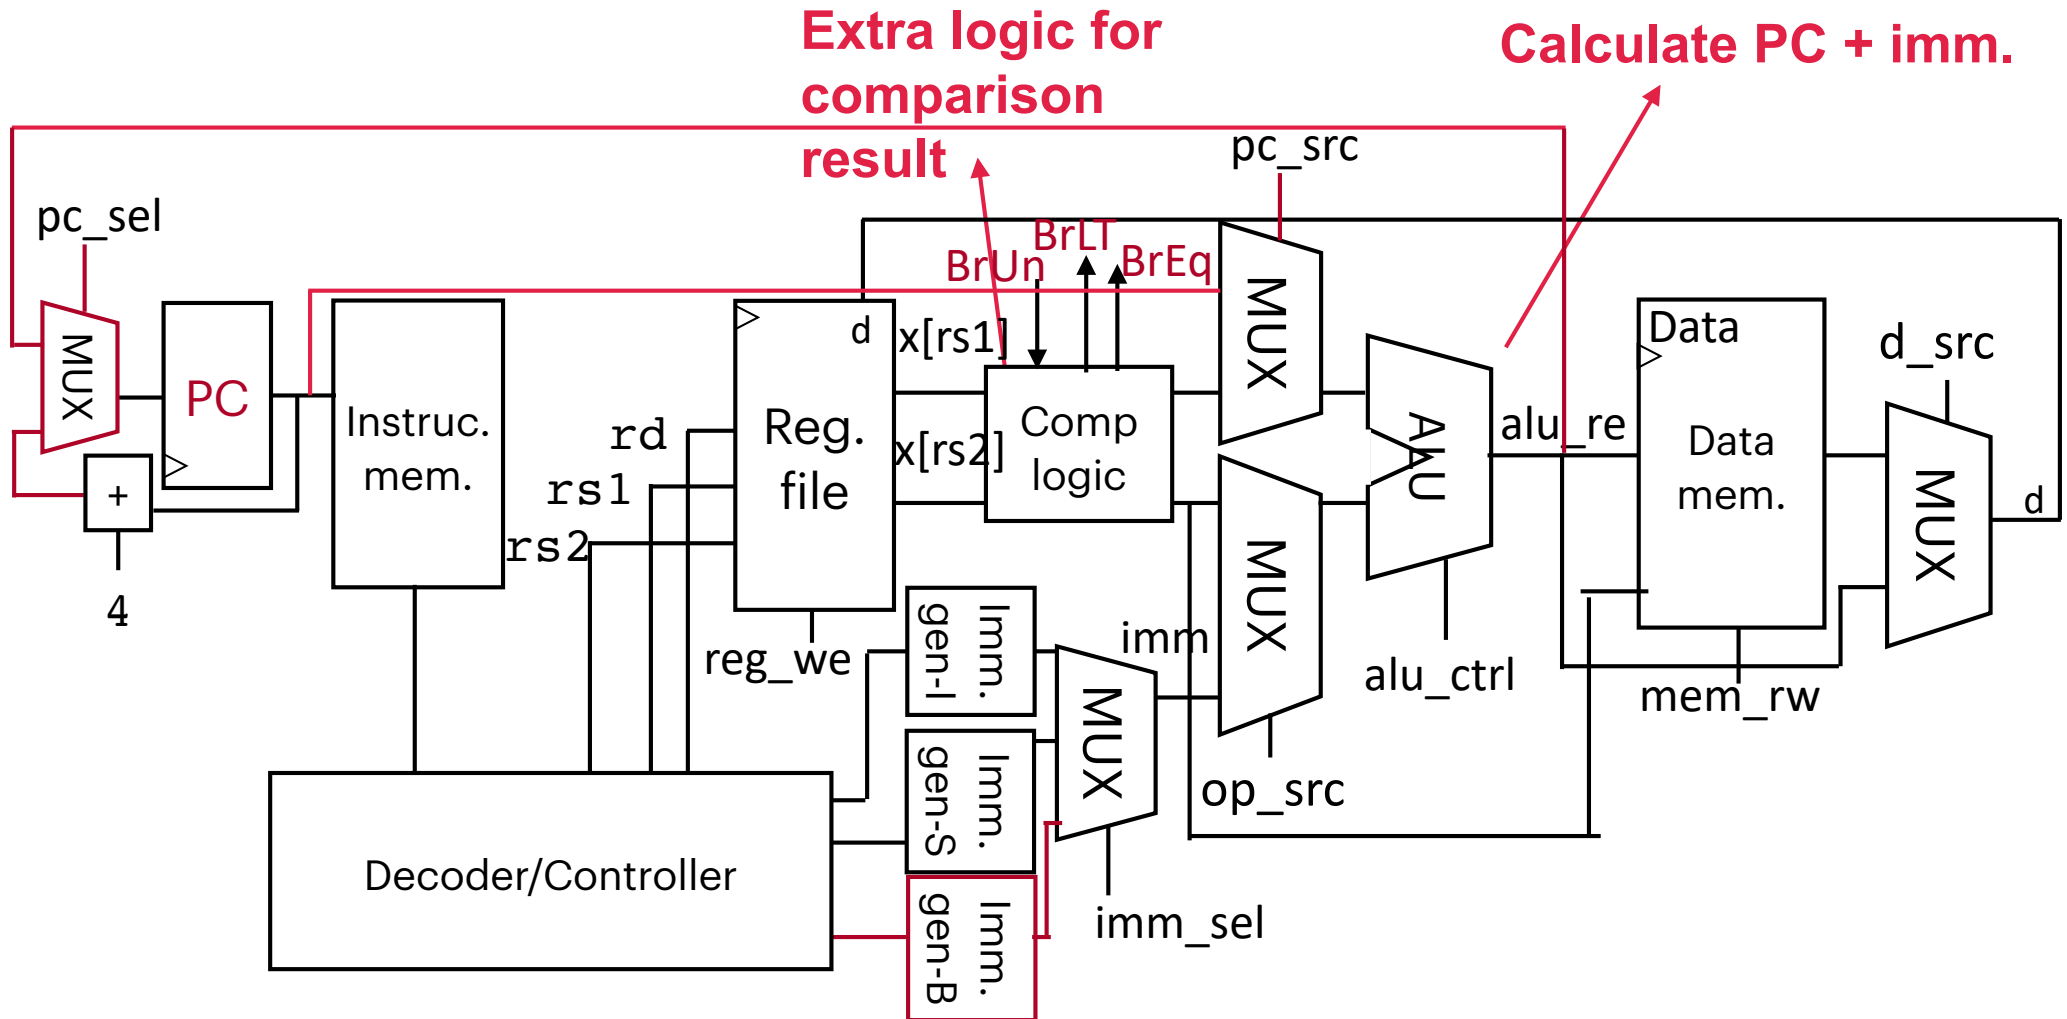 Extra logic for
comparison
result
Calculate PC + imm.
pc_src
pc_sel
BrUn
BrLT
BrEq
MUX
PC
+
4
Instruc.
mem.
rd
rs1
rs2
d
Reg.
file
x[rs1]
x[rs2]
reg_we
Comp
logic
MUX
MUX
ALU
alu_re
alu_ctrl
op_src
Data
Data
mem.
mem_rw
d_src
MUX
d
Imm.
gen-I
Imm.
gen-S
Imm.
gen-B
MUX
imm
imm_sel
Decoder/Controller